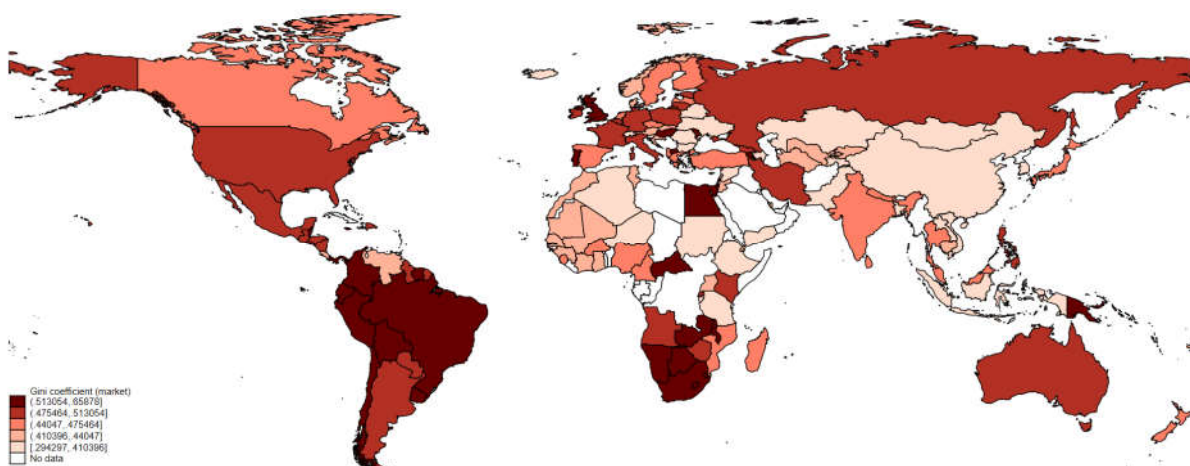 Gini coefficient (market)
(.513054,.65878]
(.475464,.513054]
(.44047,.475464]
(.410396,.44047]
[.294297,.410396]
No data